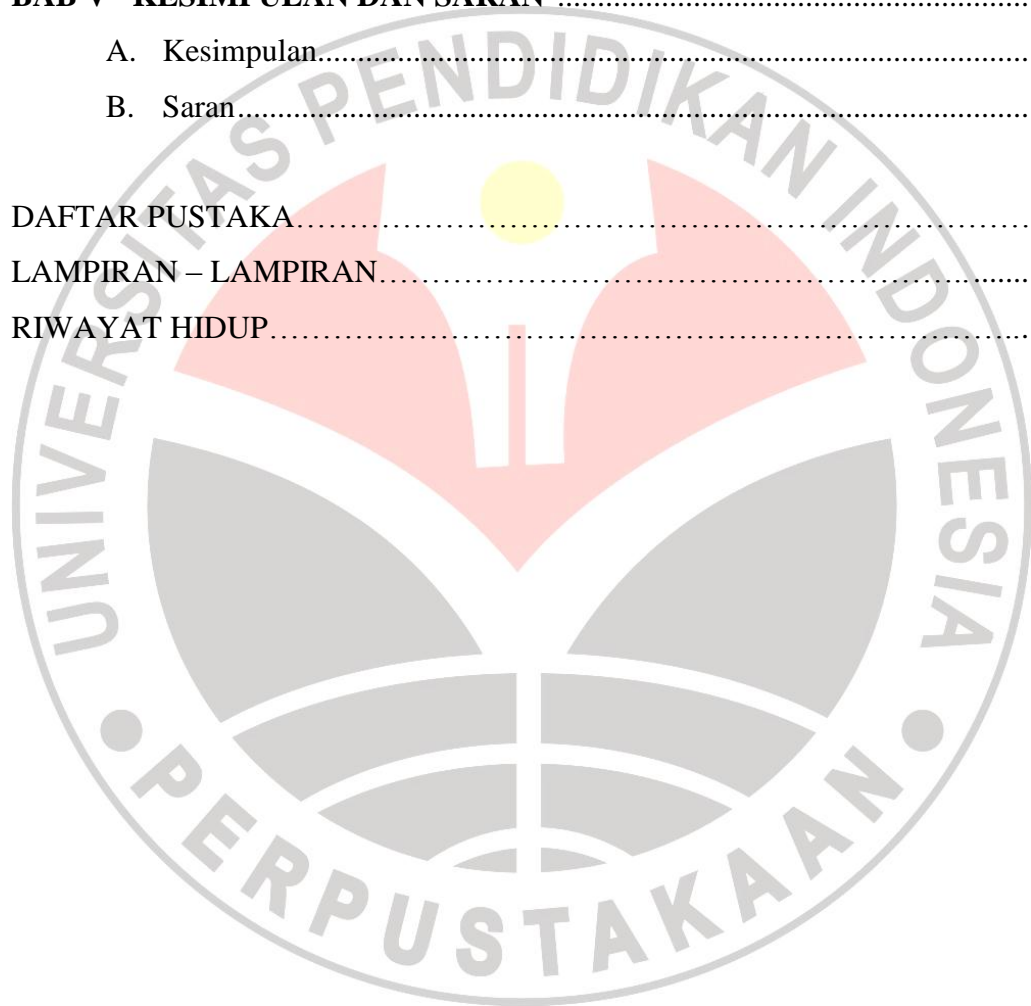 BAB V KESIMPULAN DAN SARAN ........................................................
A. Kesimpulan.........................................................................................
B. Saran...................................................................................................
DAFTAR PUSTAKA……………………………………………………………
LAMPIRAN – LAMPIRAN…………………………………………………......
RIWAYAT HIDUP……………………………………………………………...
UNIVERSITAS PENDIDIKAN INDONESIA
PERPUSTAKAAN